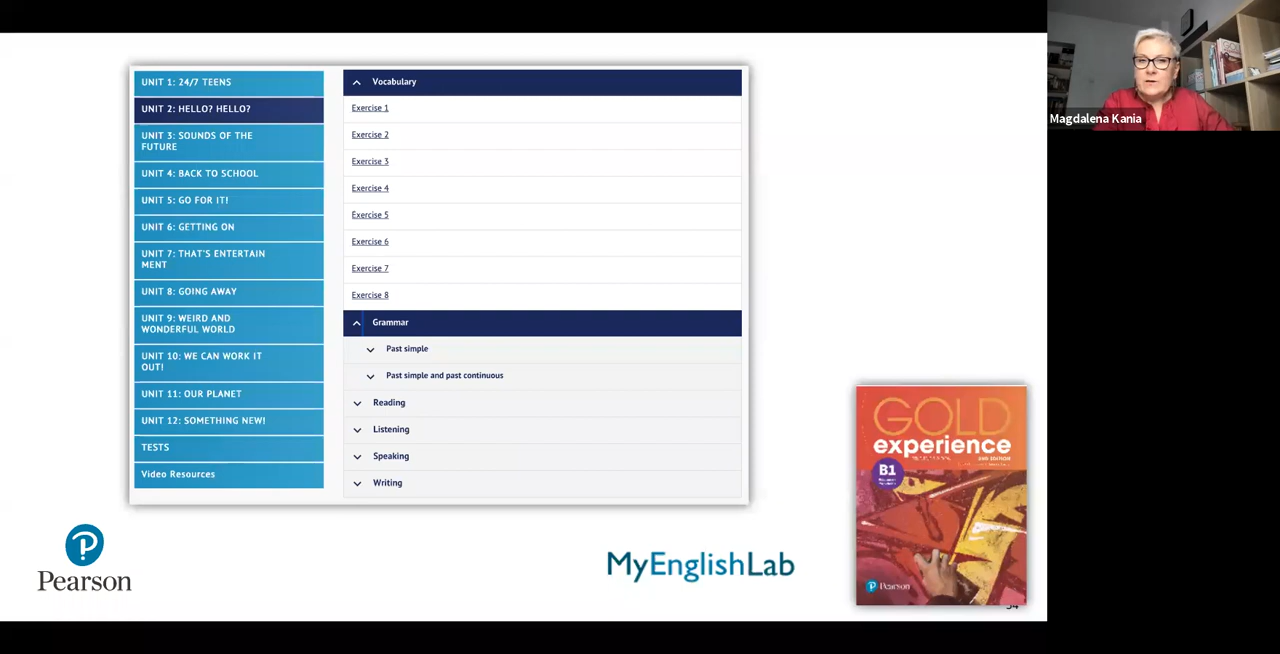 UNIT 1: 24/7 TEENS
UNIT 2: HELLO? HELLO?
UNIT 3: SOUNDS OF THE
FUTURE
UNIT 4: BACK TO SCHOOL
UNIT 5: GO FOR IT!
UNIT 6: GETTING ON
UNIT 7: THAT'S ENTERTAIN
MENT
UNIT 8: GOING AWAY
UNIT 9: WEIRD AND
WONDERFUL WORLD
UNIT 10: WE CAN WORK IT
OUT!
UNIT 11: OUR PLANET
UNIT 12: SOMETHING NEW!
TESTS
Video Resources
Vocabulary
Exercise 1
Exercise 2
Exercise 3
Exercise 4
Exercise 5
Exercise 6
Exercise 7
Exercise 8
Grammar
Past simple
Past simple and past continuous
Reading
Listening
Speaking
Writing
Pearson
MyEnglishLab
GOLD
experience
2ND EDITION
B1
Pearson
Magdalena Kania
GOLD